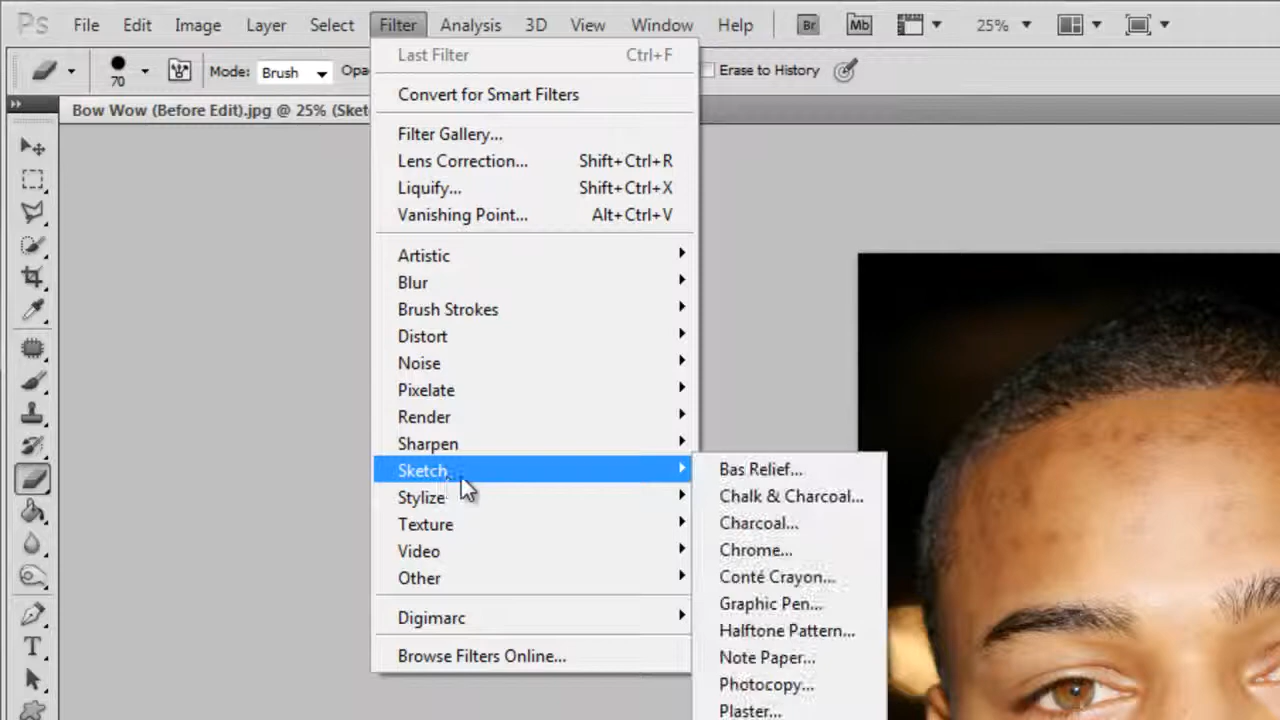 Ps File Edit Image Layer Select Filter Analysis 3D View Window Help Br Mb 25%
70 Mode: Brush Opa Erase to History
Bow Wow (Before Edit).jpg @ 25% (Sket
Last Filter Ctrl+F
Convert for Smart Filters
Filter Gallery...
Lens Correction... Shift+Ctrl+R
Liquify... Shift+Ctrl+X
Vanishing Point... Alt+Ctrl+V
Artistic
Blur
Brush Strokes
Distort
Noise
Pixelate
Render
Sharpen
Sketch
Stylize
Texture
Video
Other
Digimarc
Browse Filters Online...
Bas Relief...
Chalk & Charcoal...
Charcoal...
Chrome...
Conté Crayon...
Graphic Pen...
Halftone Pattern...
Note Paper...
Photocopy...
Plaster...
T